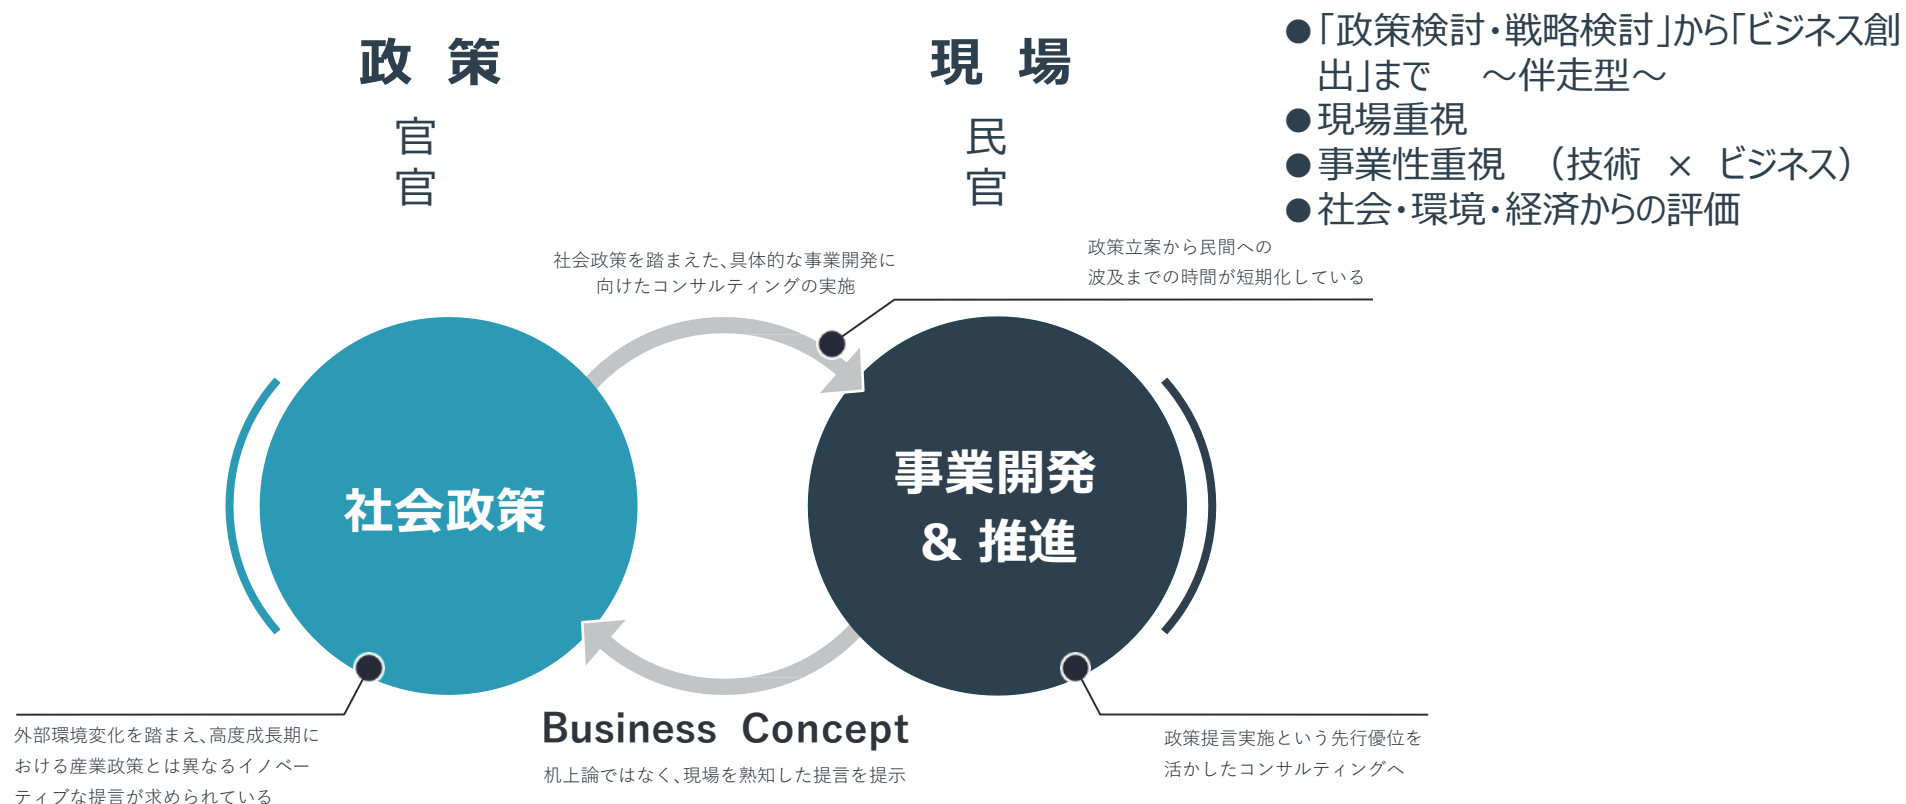 政 策
官
官
現 場
民
官
●「政策検討・戦略検討」から「ビジネス創
出」まで ～伴走型～
●現場重視
●事業性重視 （技術 × ビジネス）
●社会・環境・経済からの評価
社会政策を踏まえた、具体的な事業開発に
向けたコンサルティングの実施
政策立案から民間への
波及までの時間が短期化している
社会政策
事業開発
& 推進
Business Concept
机上論ではなく、現場を熟知した提言を提示
外部環境変化を踏まえ、高度成長期に
おける産業政策とは異なるイノベー
ティブな提言が求められている
政策提言実施という先行優位を
活かしたコンサルティングへ